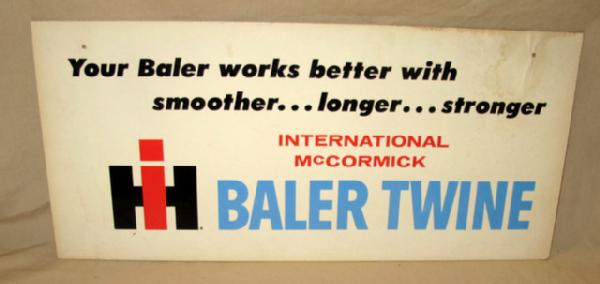 Your Baler works better with
smoother...longer...stronger
INTERNATIONAL
McCORMICK
IH BALER TWINE